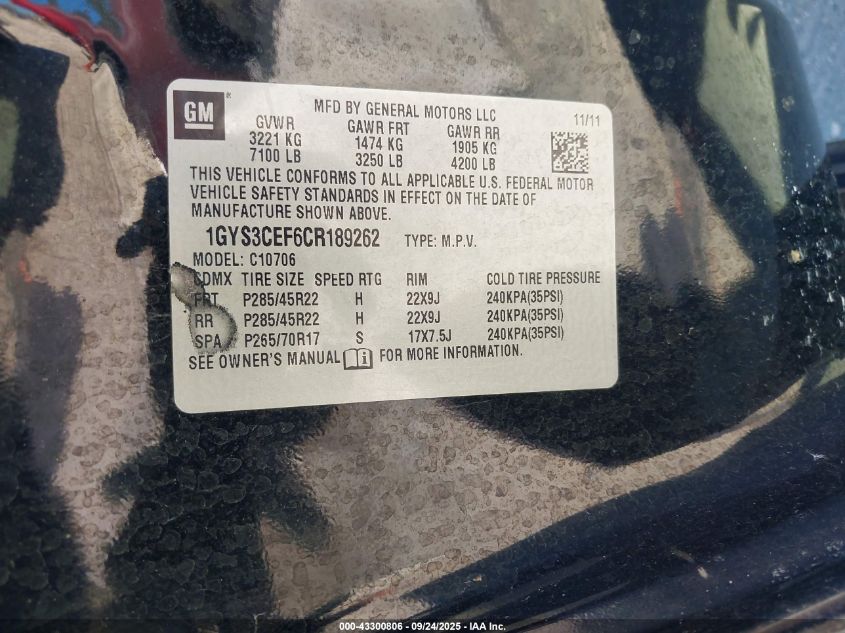 GM
MFD BY GENERAL MOTORS LLC
11/11
GVWR GAWR FRT GAWR RR
3221 KG 1474 KG 1905 KG
7100 LB 3250 LB 4200 LB
THIS VEHICLE CONFORMS TO ALL APPLICABLE U.S. FEDERAL MOTOR
VEHICLE SAFETY STANDARDS IN EFFECT ON THE DATE OF
MANUFACTURE SHOWN ABOVE.
1GYS3CEF6CR189262 TYPE: M.P.V.
MODEL: C10706
CDMX TIRE SIZE SPEED RTG RIM COLD TIRE PRESSURE
FRT P285/45R22 H 22X9J 240KPA(35PSI)
RR P285/45R22 H 22X9J 240KPA(35PSI)
SPA P265/70R17 S 17X7.5J 240KPA(35PSI)
SEE OWNER'S MANUAL FOR MORE INFORMATION.
000-43300806 - 09/24/2025 - IAA Inc.